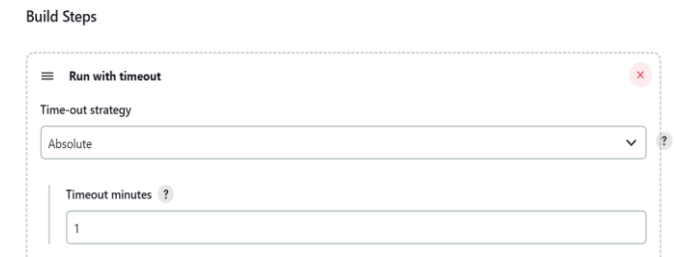 Build Steps
Run with timeout
Time-out strategy
Absolute
?
Timeout minutes ?
1